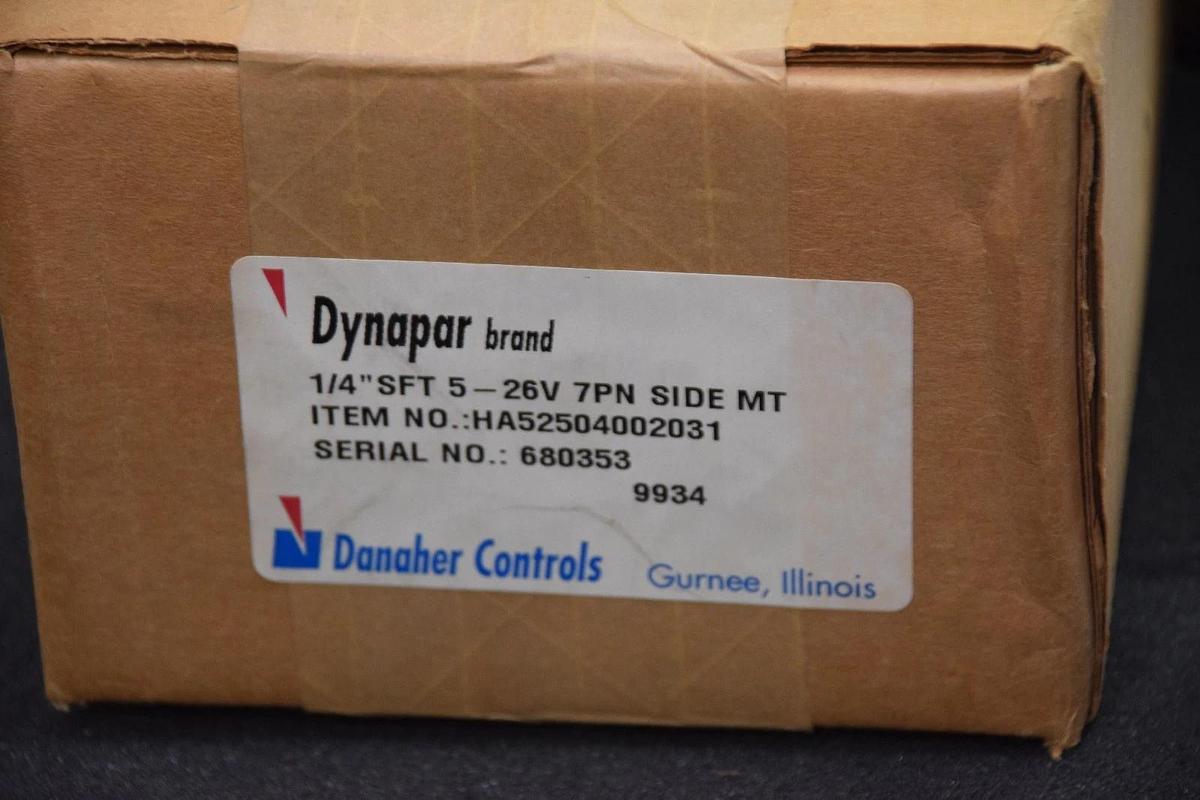 Dynapar brand
1/4"SFT 5–26V 7PN SIDE MT
ITEM NO.:HA52504002031
SERIAL NO.: 680353
9934
Danaher Controls Gurnee, Illinois